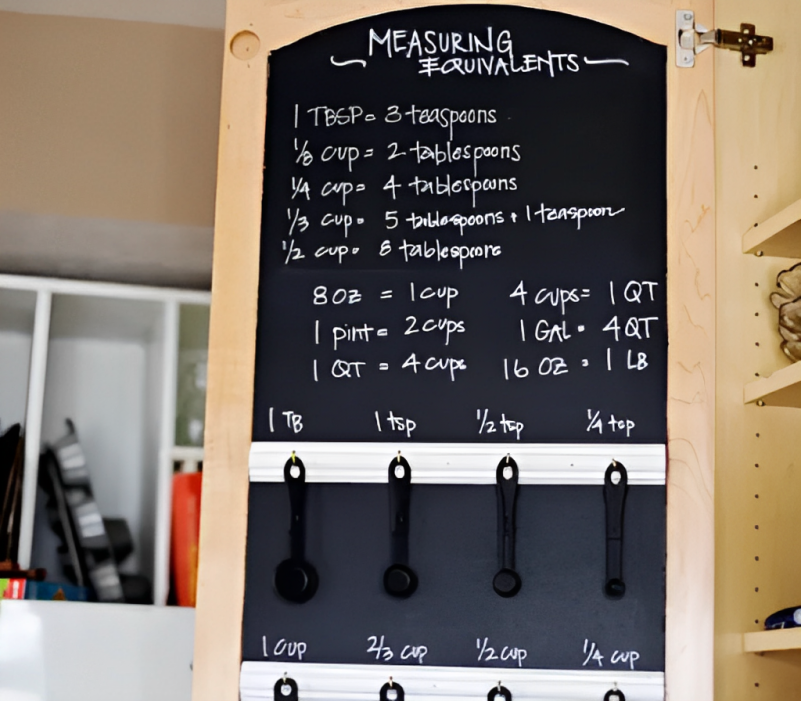 MEASURING
EQUIVALENTS
1 TBSP= 3 teaspoons
1/8 cup = 2 tablespoons
1/4 cup= 4 tablespoons
1/3 cup= 5 tablespoons + 1 teaspoon
1/2 cup= 8 tablespoons
8 OZ = 1 cup
4 cups= 1 QT
1 pint= 2 cups
1 GAL= 4 QT
1 QT = 4 cups
16 OZ = 1 LB
1 TB 1 tsp 1/2 tsp 1/4 tsp
1 cup 2/3 cup 1/2 cup 1/4 cup